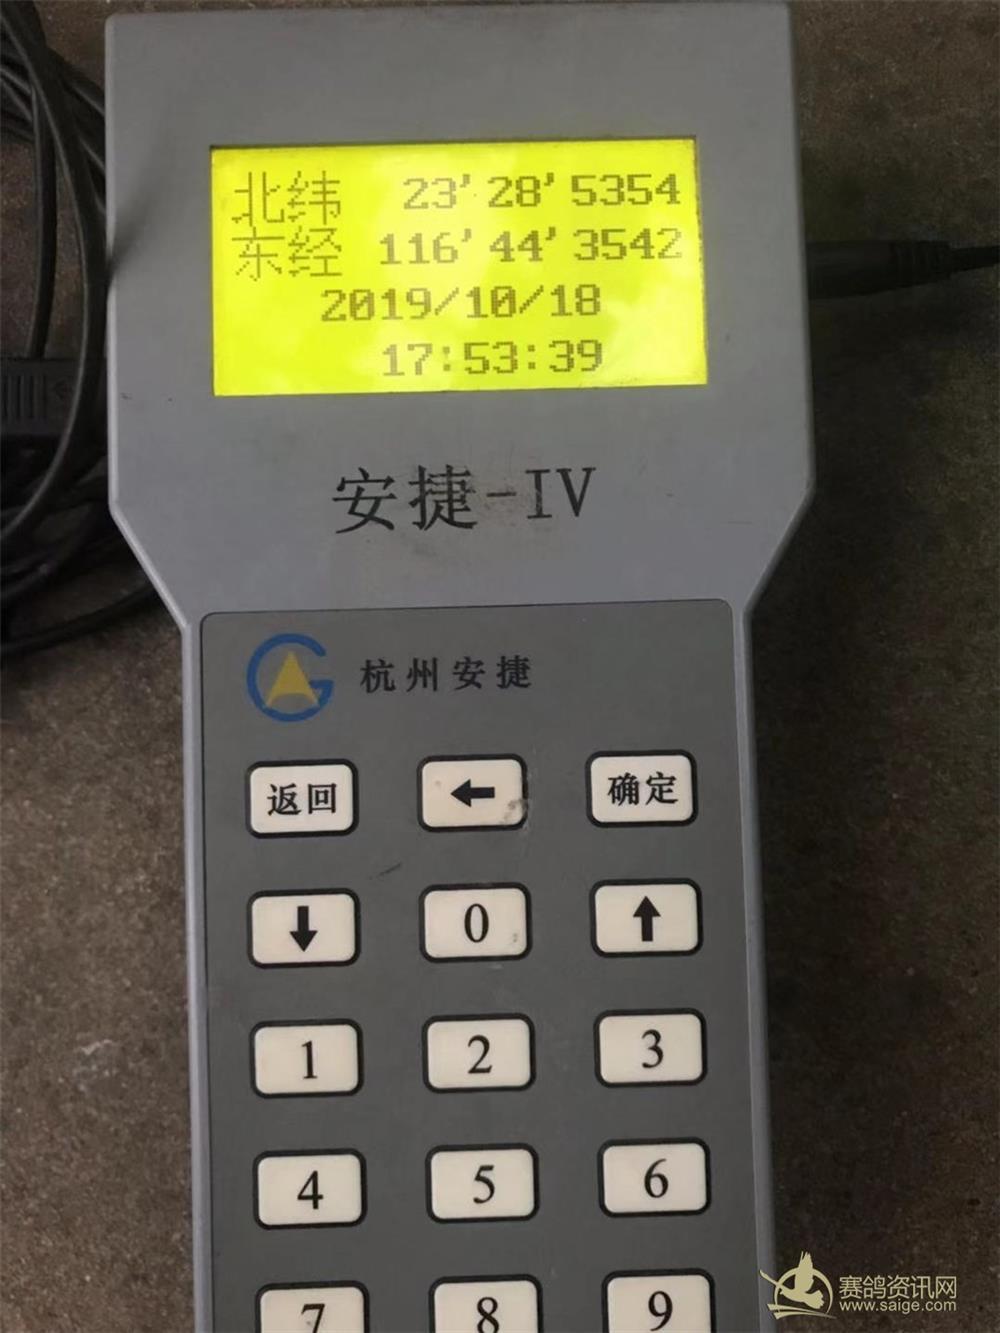 北纬 23' 28' 5354
东经 116' 44' 3542
2019/10/18
17:53:39
安捷-IV
杭州安捷
返回 ← 确定
↓ 0 ↑
1 2 3
4 5 6
7 8 9
赛鸽资讯网
www.saige.com